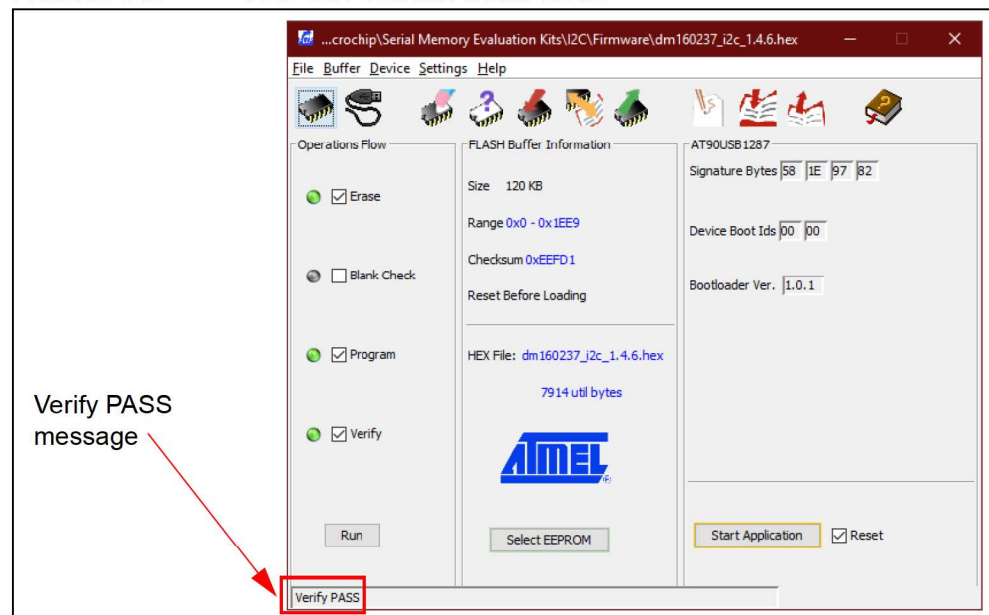 ...crochip\Serial Memory Evaluation Kits\I2C\Firmware\dm160237_i2c_1.4.6.hex
File Buffer Device Settings Help
Operations Flow
Erase
Blank Check
Program
Verify
Run
FLASH Buffer Information
Size 120 KB
Range 0x0 - 0x1EE9
Checksum 0xEEFD1
Reset Before Loading
HEX File: dm160237_i2c_1.4.6.hex
7914 util bytes
ATMEL®
Select EEPROM
AT90USB1287
Signature Bytes 58 1E 97 82
Device Boot Ids 00 00
Bootloader Ver. 1.0.1
Start Application Reset
Verify PASS
message
Verify PASS